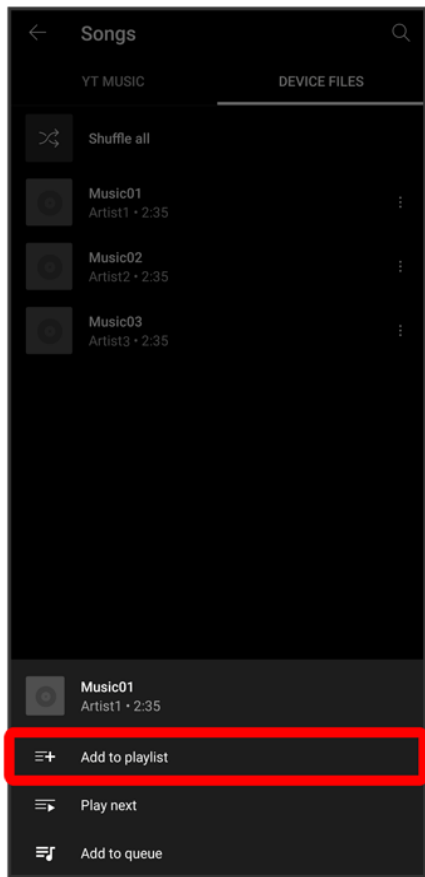 Songs
YT MUSIC
DEVICE FILES
Shuffle all
Music01
Artist1 • 2:35
Music02
Artist2 • 2:35
Music03
Artist3 • 2:35
Music01
Artist1 • 2:35
Add to playlist
Play next
Add to queue